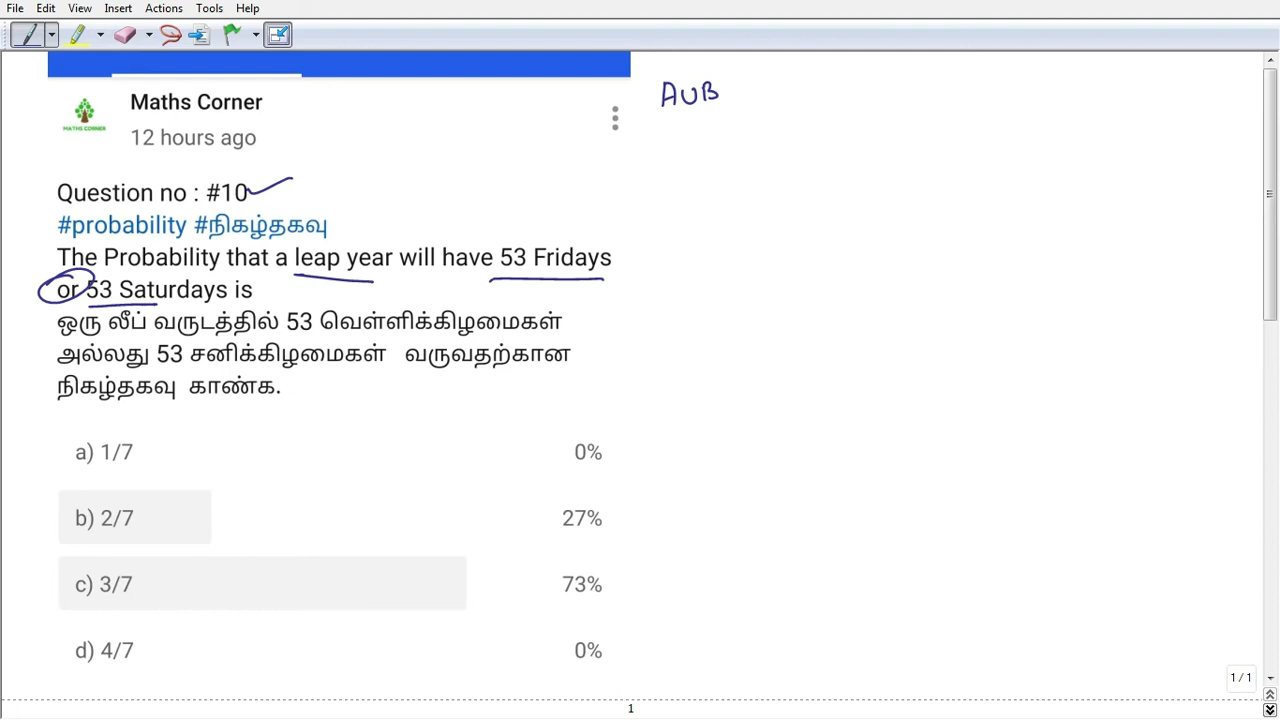 File Edit View Insert Actions Tools Help
Maths Corner
12 hours ago
MATHS CORNER
A∪B
Question no : #10
#probability #நிகழ்தகவு
The Probability that a leap year will have 53 Fridays
or 53 Saturdays is
ஒரு லீப் வருடத்தில் 53 வெள்ளிக்கிழமைகள்
அல்லது 53 சனிக்கிழமைகள் வருவதற்கான
நிகழ்தகவு காண்க.
a) 1/7 0%
b) 2/7 27%
c) 3/7 73%
d) 4/7 0%
1 / 1
1